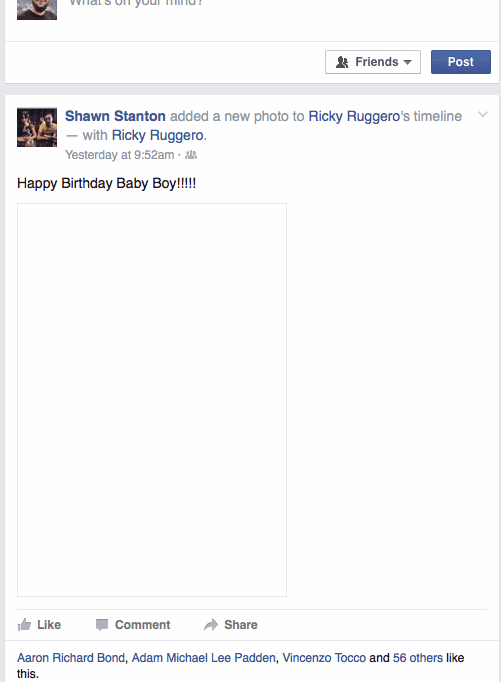 What's on your mind?
Friends
Post
Shawn Stanton added a new photo to Ricky Ruggero's timeline
— with Ricky Ruggero.
Yesterday at 9:52am ·
Happy Birthday Baby Boy!!!!!
Like Comment Share
Aaron Richard Bond, Adam Michael Lee Padden, Vincenzo Tocco and 56 others like
this.